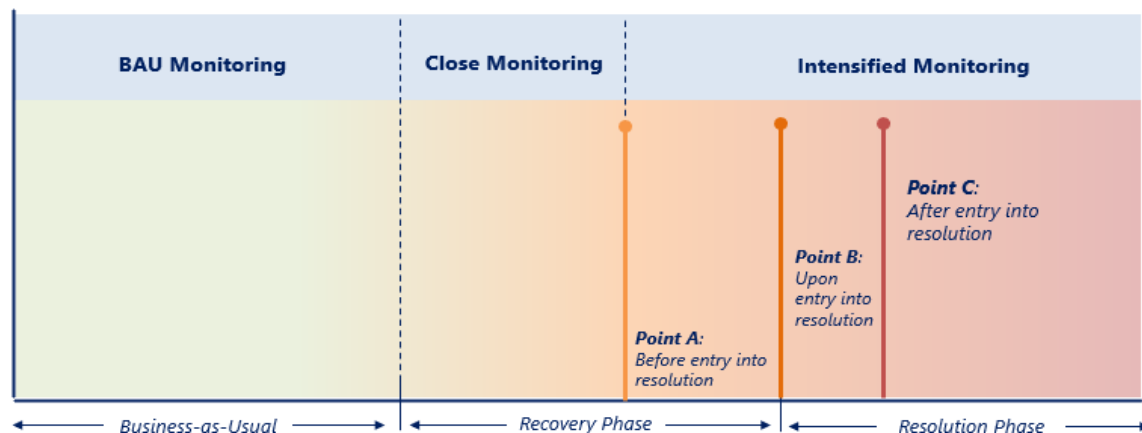 BAU Monitoring
Close Monitoring
Intensified Monitoring
Point C:
After entry into
resolution
Point B:
Upon
entry into
resolution
Point A:
Before entry into
resolution
Business-as-Usual
Recovery Phase
Resolution Phase